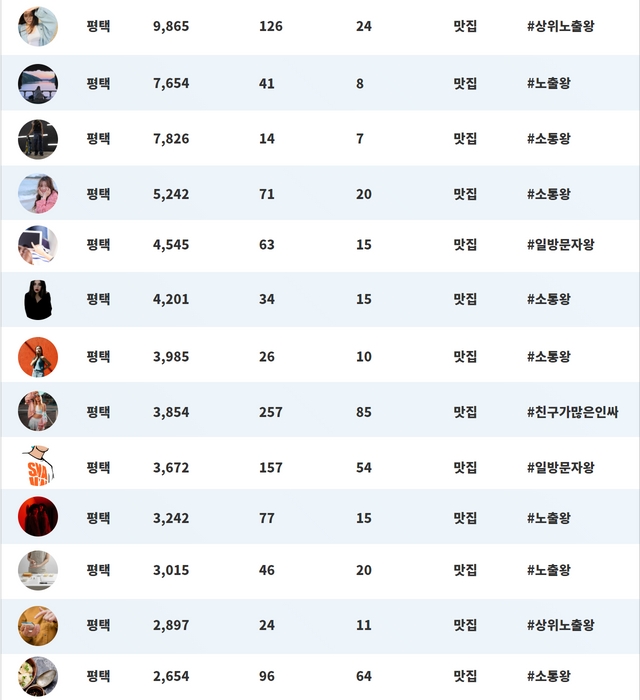 평택 9,865 126 24 맛집 #상위노출왕
평택 7,654 41 8 맛집 #노출왕
평택 7,826 14 7 맛집 #소통왕
평택 5,242 71 20 맛집 #소통왕
평택 4,545 63 15 맛집 #일방문자왕
평택 4,201 34 15 맛집 #소통왕
평택 3,985 26 10 맛집 #소통왕
평택 3,854 257 85 맛집 #친구가많은인싸
평택 3,672 157 54 맛집 #일방문자왕
평택 3,242 77 15 맛집 #노출왕
평택 3,015 46 20 맛집 #노출왕
평택 2,897 24 11 맛집 #상위노출왕
평택 2,654 96 64 맛집 #소통왕